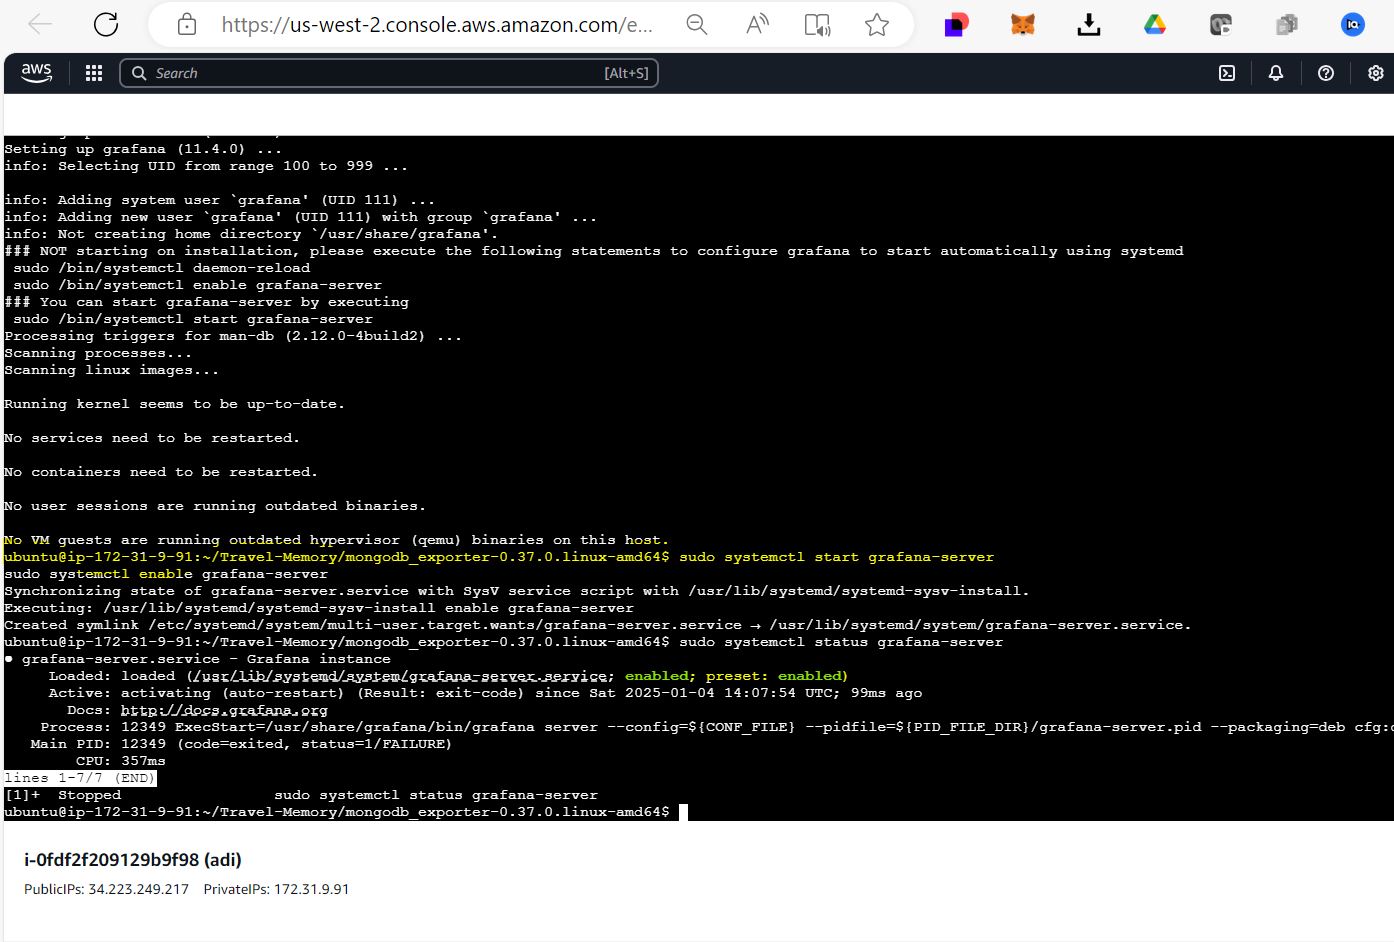 https://us-west-2.console.aws.amazon.com/e...
aws
Search
[Alt+S]
Setting up grafana (11.4.0) ...
info: Selecting UID from range 100 to 999 ...
info: Adding system user `grafana' (UID 111) ...
info: Adding new user `grafana' (UID 111) with group `grafana' ...
info: Not creating home directory `/usr/share/grafana'.
### NOT starting on installation, please execute the following statements to configure grafana to start automatically using systemd
sudo /bin/systemctl daemon-reload
sudo /bin/systemctl enable grafana-server
### You can start grafana-server by executing
sudo /bin/systemctl start grafana-server
Processing triggers for man-db (2.12.0-4build2) ...
Scanning processes...
Scanning linux images...
Running kernel seems to be up-to-date.
No services need to be restarted.
No containers need to be restarted.
No user sessions are running outdated binaries.
No VM guests are running outdated hypervisor (qemu) binaries on this host.
ubuntu@ip-172-31-9-91:~/Travel-Memory/mongodb_exporter-0.37.0.linux-amd64$ sudo systemctl start grafana-server
sudo systemctl enable grafana-server
Synchronizing state of grafana-server.service with SysV service script with /usr/lib/systemd/systemd-sysv-install.
Executing: /usr/lib/systemd/systemd-sysv-install enable grafana-server
Created symlink /etc/systemd/system/multi-user.target.wants/grafana-server.service → /usr/lib/systemd/system/grafana-server.service.
ubuntu@ip-172-31-9-91:~/Travel-Memory/mongodb_exporter-0.37.0.linux-amd64$ sudo systemctl status grafana-server
● grafana-server.service - Grafana instance
Loaded: loaded (/usr/lib/systemd/system/grafana-server.service; enabled; preset: enabled)
Active: activating (auto-restart) (Result: exit-code) since Sat 2025-01-04 14:07:54 UTC; 99ms ago
Docs: http://docs.grafana.org
Process: 12349 ExecStart=/usr/share/grafana/bin/grafana server --config=${CONF_FILE} --pidfile=${PID_FILE_DIR}/grafana-server.pid --packaging=deb cfg:
Main PID: 12349 (code=exited, status=1/FAILURE)
CPU: 357ms
lines 1-7/7 (END)
[1]+  Stopped                 sudo systemctl status grafana-server
ubuntu@ip-172-31-9-91:~/Travel-Memory/mongodb_exporter-0.37.0.linux-amd64$
i-0fdf2f209129b9f98 (adi)
PublicIPs: 34.223.249.217   PrivateIPs: 172.31.9.91